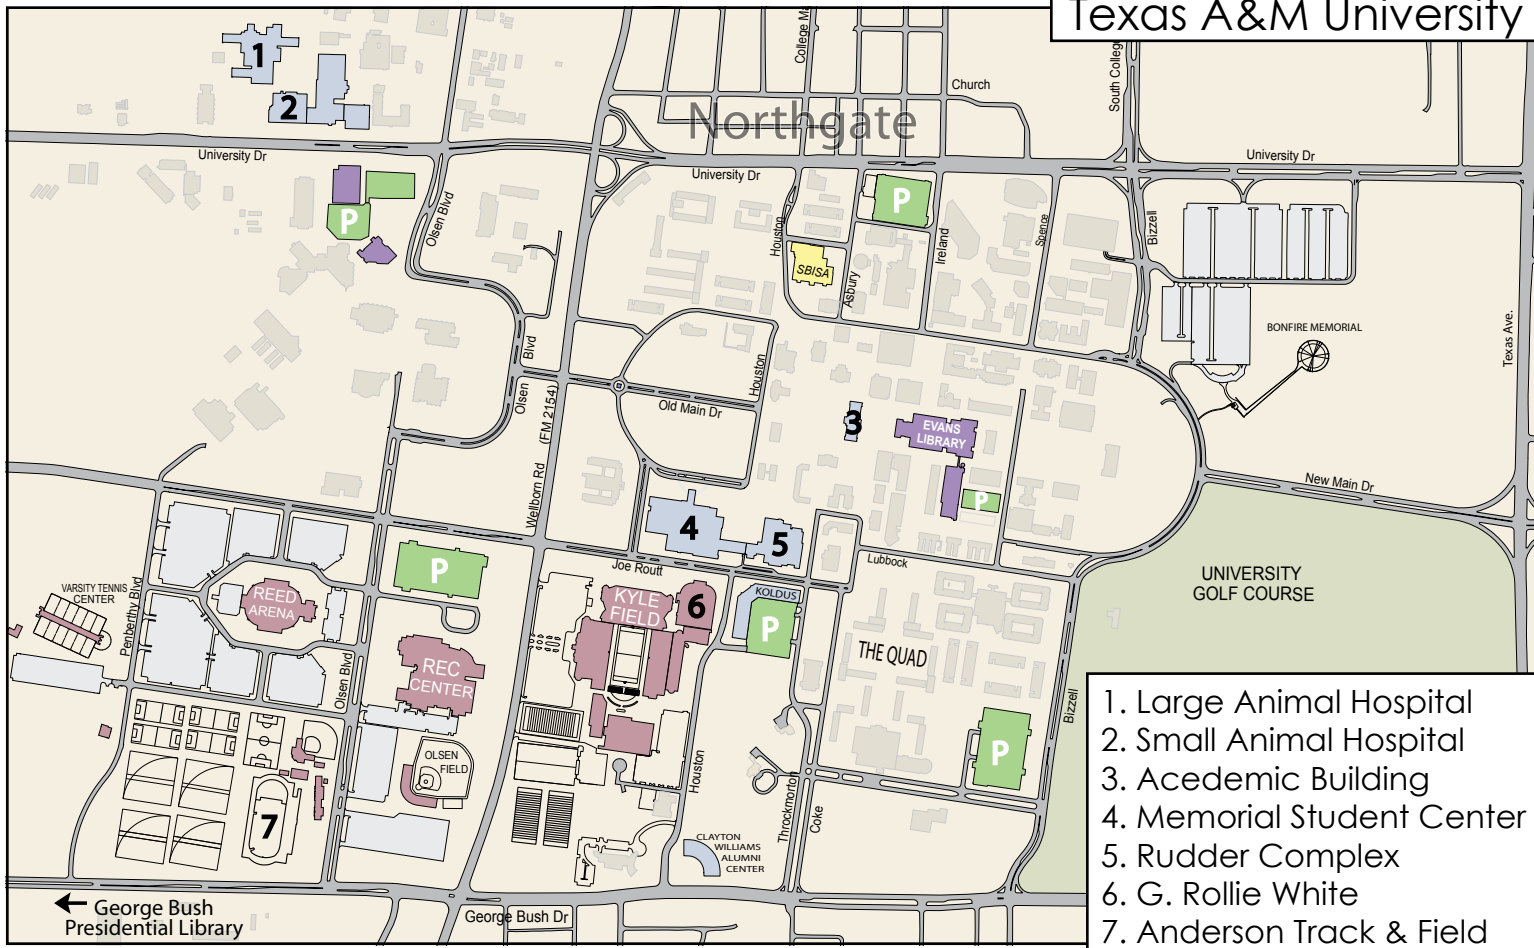 Texas A&M University
1
2
College Ma
Church
South Colleg
Northgate
University Dr
University Dr
University Dr
P
P
Olsen Blvd
Houston
SBISA
Asbury
Ireland
Spence
Bizzell
BONFIRE MEMORIAL
Texas Ave.
Olsen
Blvd
Wellborn Rd
(FM 2154)
Houston
Old Main Dr
3
EVANS
LIBRARY
P
New Main Dr
4
5
Joe Routt
Lubbock
UNIVERSITY
GOLF COURSE
VARSITY TENNIS
CENTER
Penberthy Blvd
REED
ARENA
P
KYLE
FIELD
6
KOLDUS
P
THE QUAD
REC
CENTER
Olsen Blvd
Bizzell
OLSEN
FIELD
P
Houston
Throckmorton
Coke
7
CLAYTON
WILLIAMS
ALUMNI
CENTER
George Bush
Presidential Library
George Bush Dr
1. Large Animal Hospital
2. Small Animal Hospital
3. Acedemic Building
4. Memorial Student Center
5. Rudder Complex
6. G. Rollie White
7. Anderson Track & Field